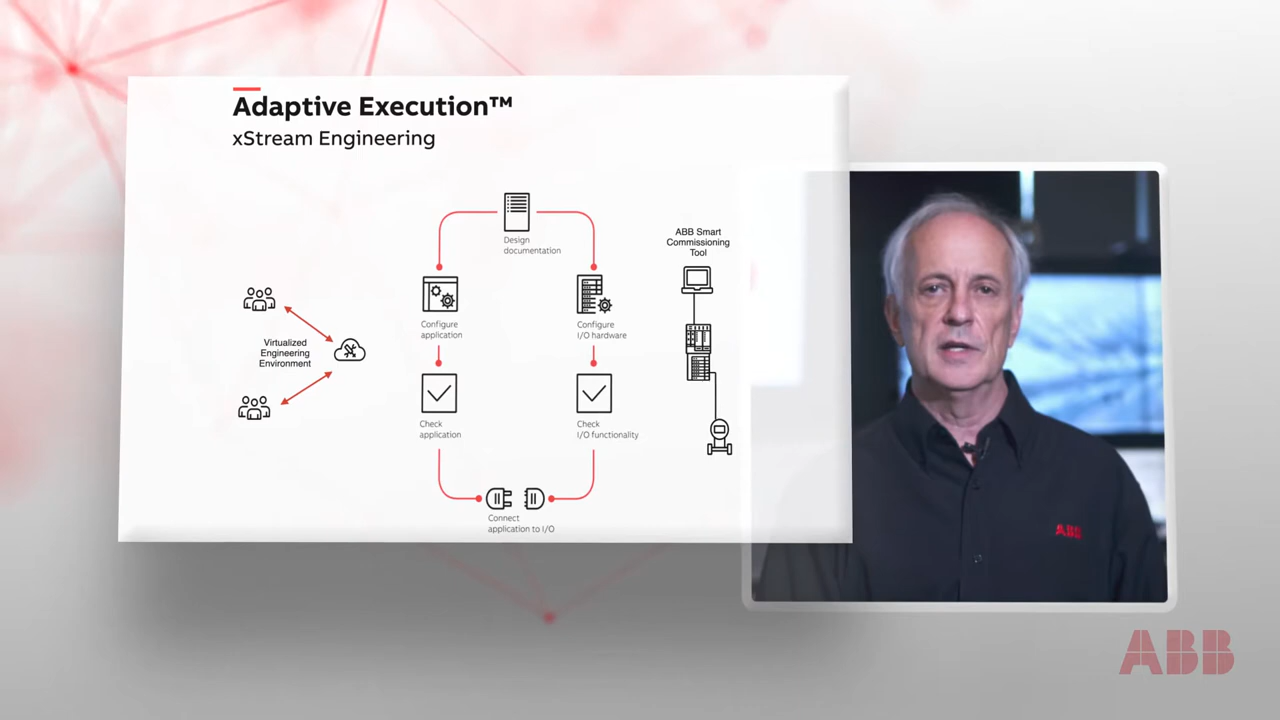 Adaptive Execution™
xStream Engineering
Design
documentation
ABB Smart
Commissioning
Tool
Configure
application
Configure
I/O hardware
Virtualized
Engineering
Environment
Check
application
Check
I/O functionality
Connect
application to I/O
ABB
ABB